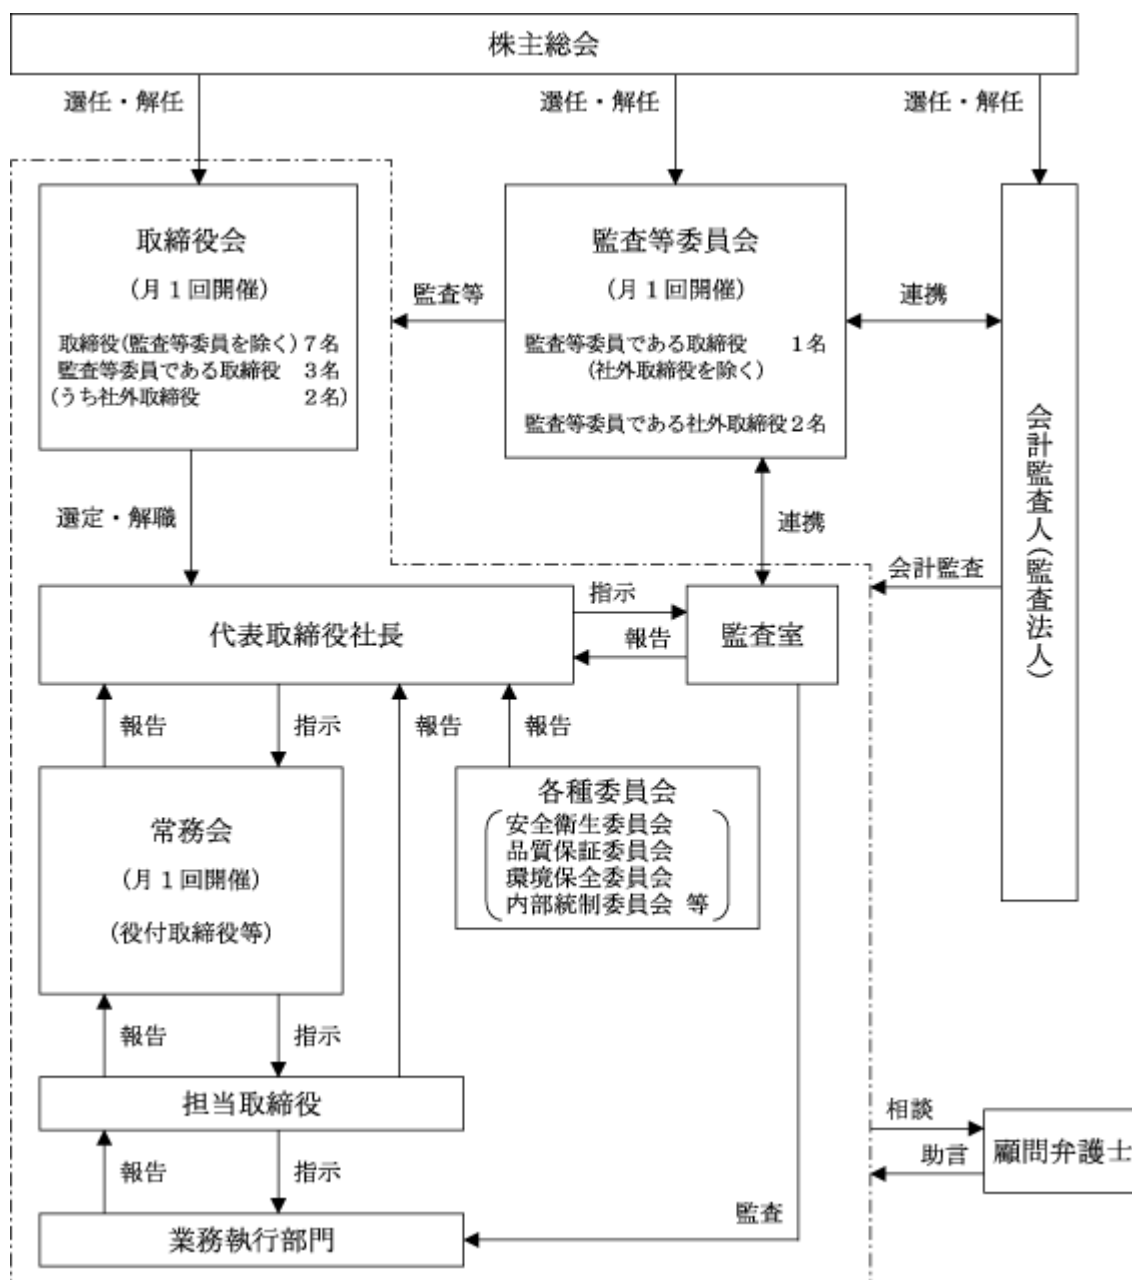 株主総会
選任・解任
選任・解任
選任・解任
取締役会
(月1回開催)
取締役(監査等委員を除く)7名
監査等委員である取締役 3名
(うち社外取締役 2名)
監査等
監査等委員会
(月1回開催)
監査等委員である取締役 1名
(社外取締役を除く)
監査等委員である社外取締役2名
連携
会計監査人(監査法人)
選定・解職
連携
会計監査
代表取締役社長
指示
報告
監査室
報告
指示
報告
報告
常務会
(月1回開催)
(役付取締役等)
各種委員会
安全衛生委員会
品質保証委員会
環境保全委員会
内部統制委員会 等
報告
指示
担当取締役
相談
助言
顧問弁護士
報告
指示
監査
業務執行部門